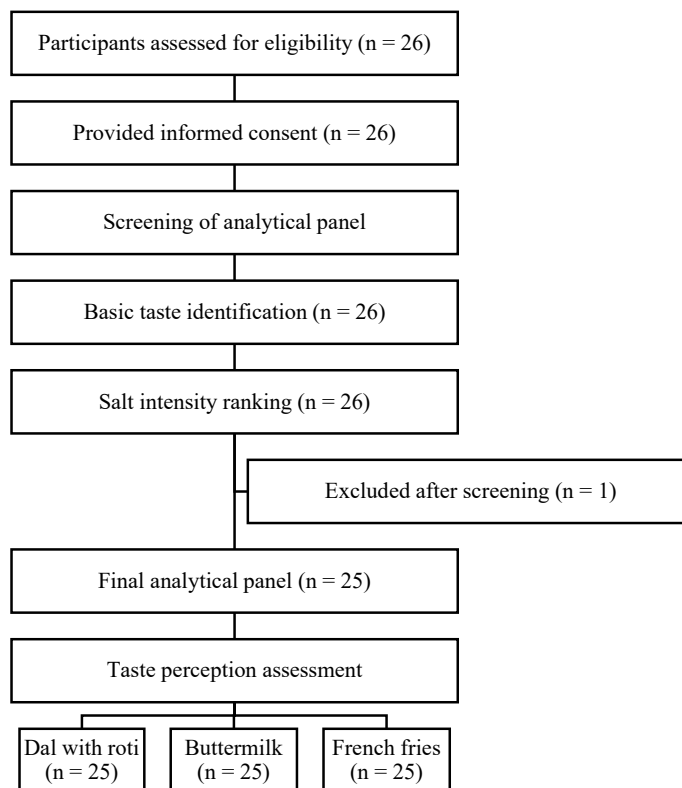 Participants assessed for eligibility (n = 26)
Provided informed consent (n = 26)
Screening of analytical panel
Basic taste identification (n = 26)
Salt intensity ranking (n = 26)
Excluded after screening (n = 1)
Final analytical panel (n = 25)
Taste perception assessment
Dal with roti
(n = 25)
Buttermilk
(n = 25)
French fries
(n = 25)